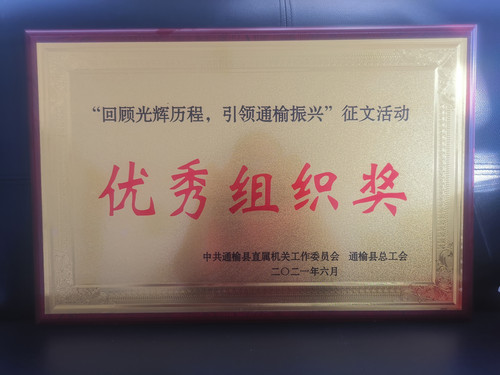 “回顾光辉历程，引领通榆振兴”征文活动
优秀组织奖
中共通榆县直属机关工作委员会 通榆县总工会
二〇二一年六月